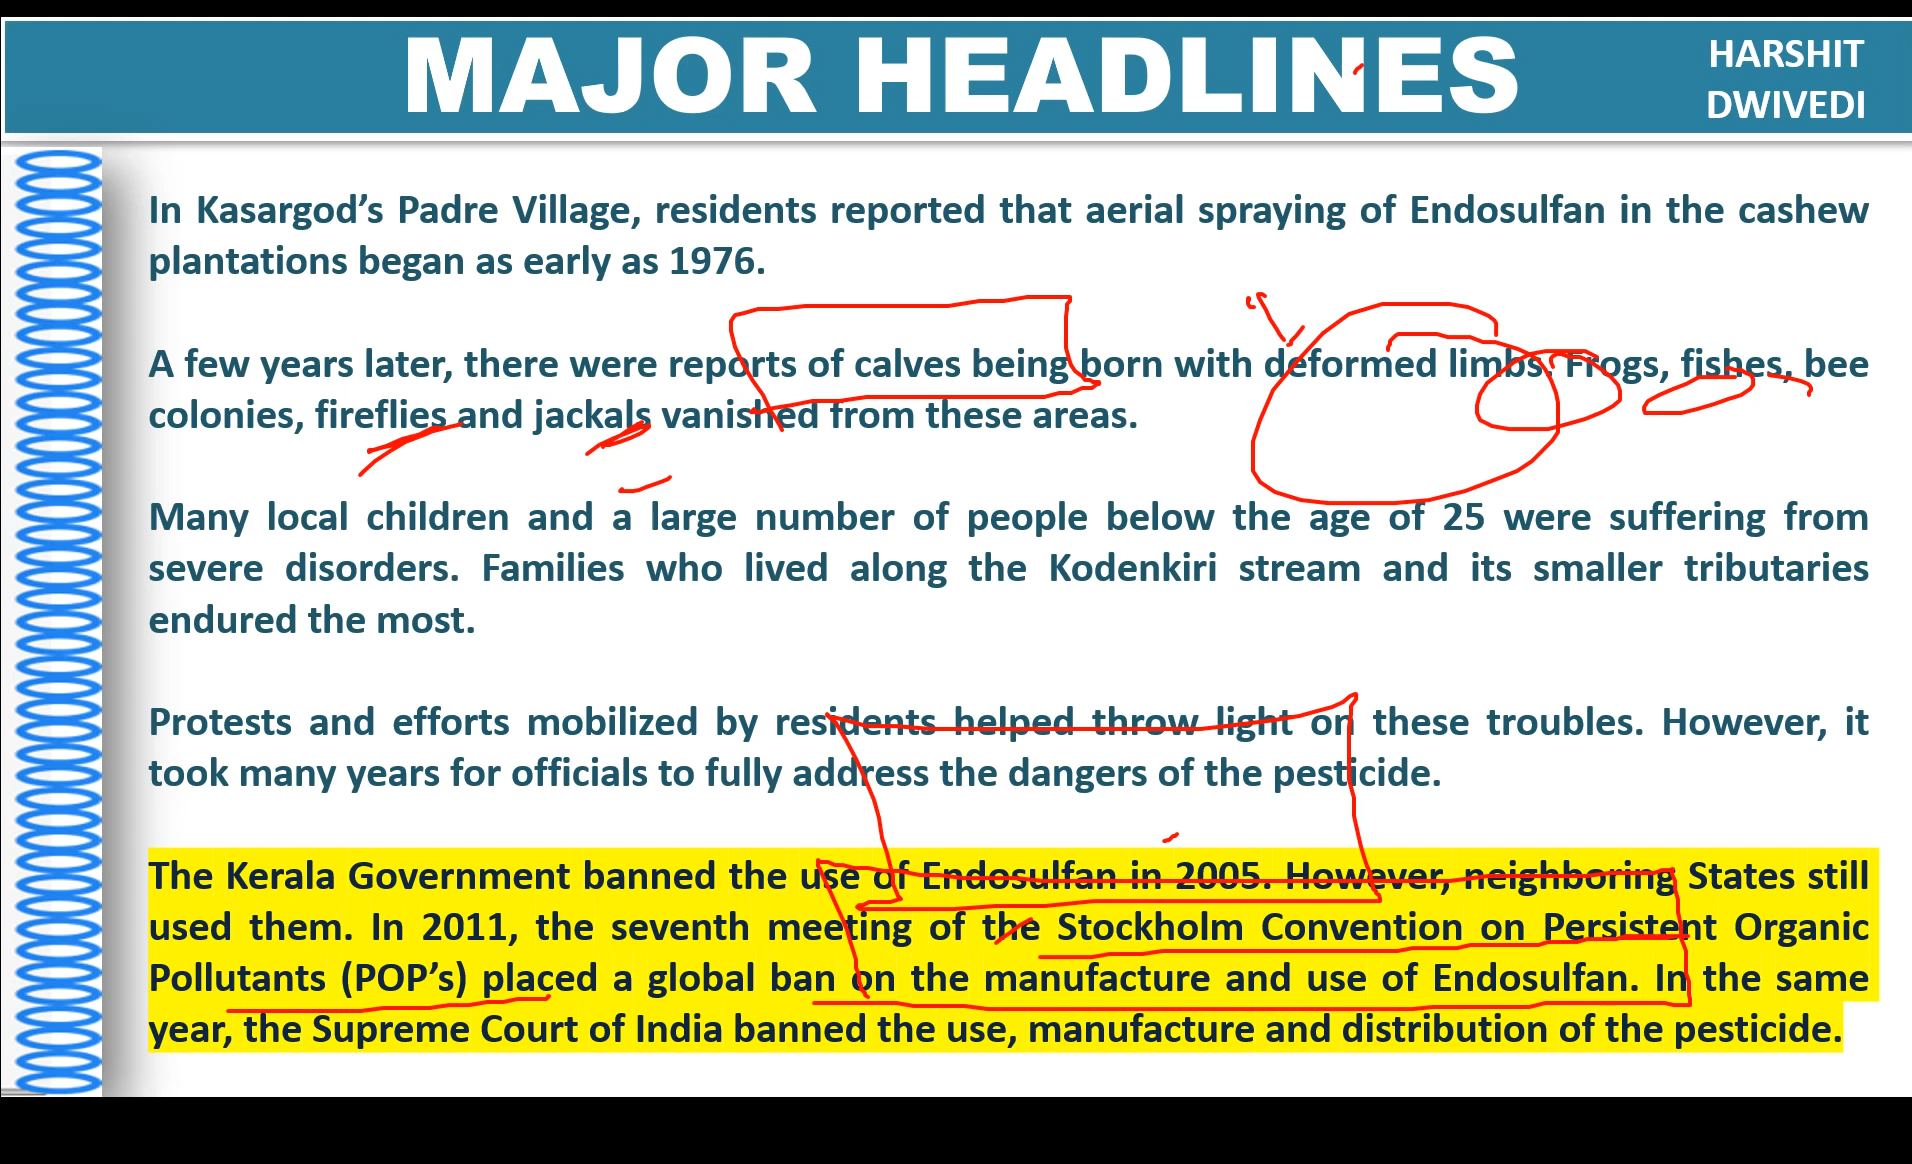 MAJOR HEADLINES
HARSHIT
DWIVEDI
In Kasargod’s Padre Village, residents reported that aerial spraying of Endosulfan in the cashew
plantations began as early as 1976.
A few years later, there were reports of calves being born with deformed limbs. Frogs, fishes, bee
colonies, fireflies and jackals vanished from these areas.
Many local children and a large number of people below the age of 25 were suffering from
severe disorders. Families who lived along the Kodenkiri stream and its smaller tributaries
endured the most.
Protests and efforts mobilized by residents helped throw light on these troubles. However, it
took many years for officials to fully address the dangers of the pesticide.
The Kerala Government banned the use of Endosulfan in 2005. However, neighboring States still
used them. In 2011, the seventh meeting of the Stockholm Convention on Persistent Organic
Pollutants (POP’s) placed a global ban on the manufacture and use of Endosulfan. In the same
year, the Supreme Court of India banned the use, manufacture and distribution of the pesticide.